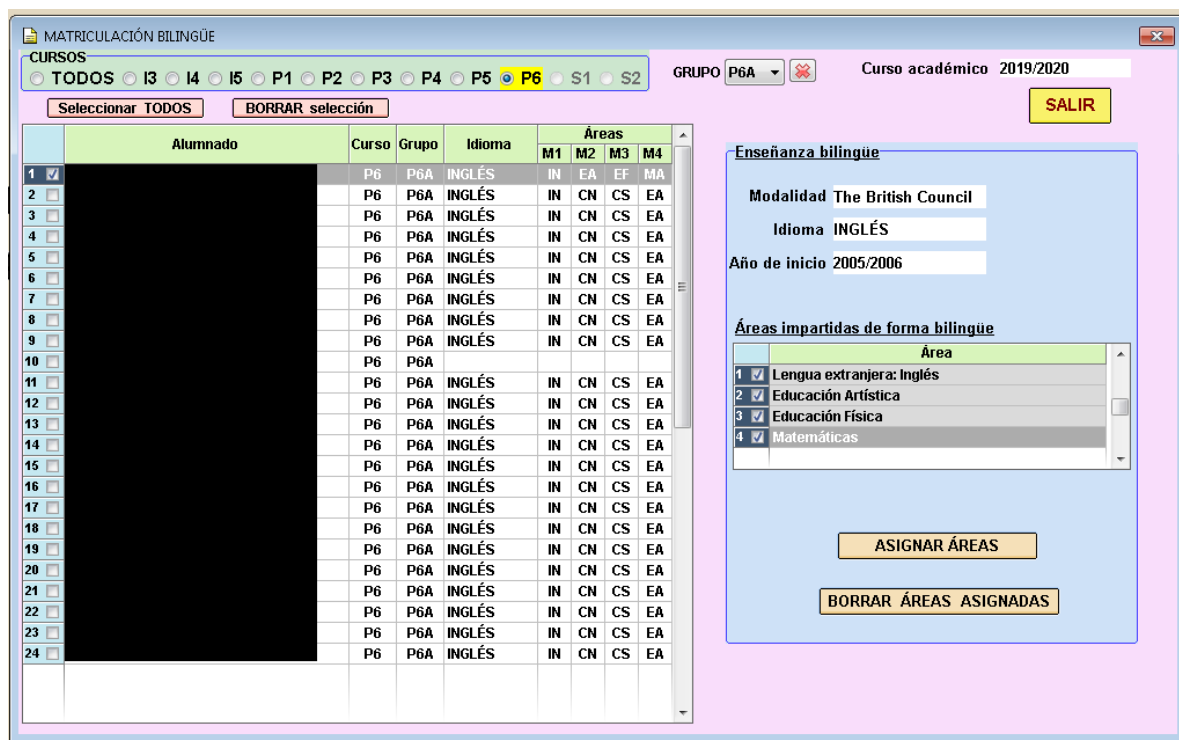 MATRICULACIÓN BILINGÜE
CURSOS
TODOS I3 I4 I5 P1 P2 P3 P4 P5 P6 S1 S2
GRUPO P6A
Curso académico 2019/2020
Seleccionar TODOS BORRAR selección
SALIR
Alumnado Curso Grupo Idioma Áreas
M1 M2 M3 M4
1 P6 P6A INGLÉS IN EA EF MA
2 P6 P6A INGLÉS IN CN CS EA
3 P6 P6A INGLÉS IN CN CS EA
4 P6 P6A INGLÉS IN CN CS EA
5 P6 P6A INGLÉS IN CN CS EA
6 P6 P6A INGLÉS IN CN CS EA
7 P6 P6A INGLÉS IN CN CS EA
8 P6 P6A INGLÉS IN CN CS EA
9 P6 P6A INGLÉS IN CN CS EA
10 P6 P6A
11 P6 P6A INGLÉS IN CN CS EA
12 P6 P6A INGLÉS IN CN CS EA
13 P6 P6A INGLÉS IN CN CS EA
14 P6 P6A INGLÉS IN CN CS EA
15 P6 P6A INGLÉS IN CN CS EA
16 P6 P6A INGLÉS IN CN CS EA
17 P6 P6A INGLÉS IN CN CS EA
18 P6 P6A INGLÉS IN CN CS EA
19 P6 P6A INGLÉS IN CN CS EA
20 P6 P6A INGLÉS IN CN CS EA
21 P6 P6A INGLÉS IN CN CS EA
22 P6 P6A INGLÉS IN CN CS EA
23 P6 P6A INGLÉS IN CN CS EA
24 P6 P6A INGLÉS IN CN CS EA
Enseñanza bilingüe
Modalidad The British Council
Idioma INGLÉS
Año de inicio 2005/2006
Áreas impartidas de forma bilingüe
Área
1 Lengua extranjera: Inglés
2 Educación Artística
3 Educación Física
4 Matemáticas
ASIGNAR ÁREAS
BORRAR ÁREAS ASIGNADAS